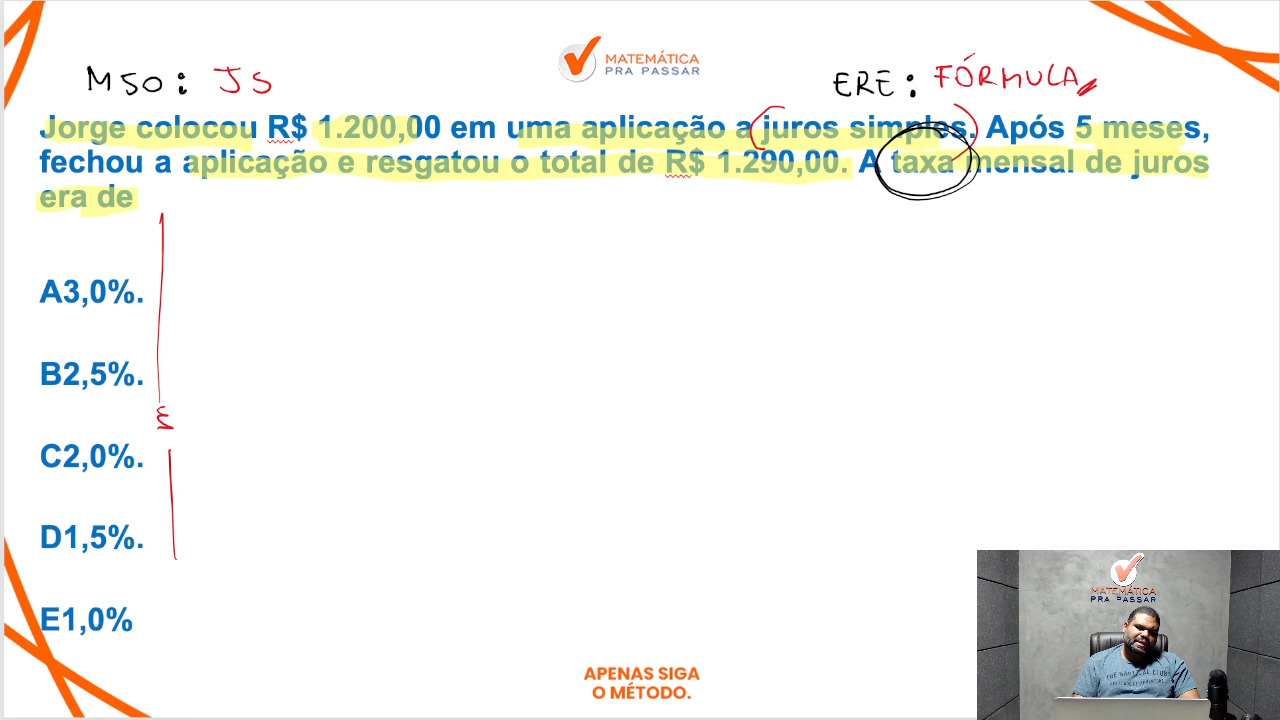 MATEMÁTICA
PRA PASSAR
MSO: JS
ERE: FÓRMULA
Jorge colocou R$ 1.200,00 em uma aplicação a juros simples. Após 5 meses,
fechou a aplicação e resgatou o total de R$ 1.290,00. A taxa mensal de juros
era de
A3,0%.
B2,5%.
C2,0%.
D1,5%.
E1,0%
MATEMÁTICA
PRA PASSAR
APENAS SIGA
O MÉTODO.